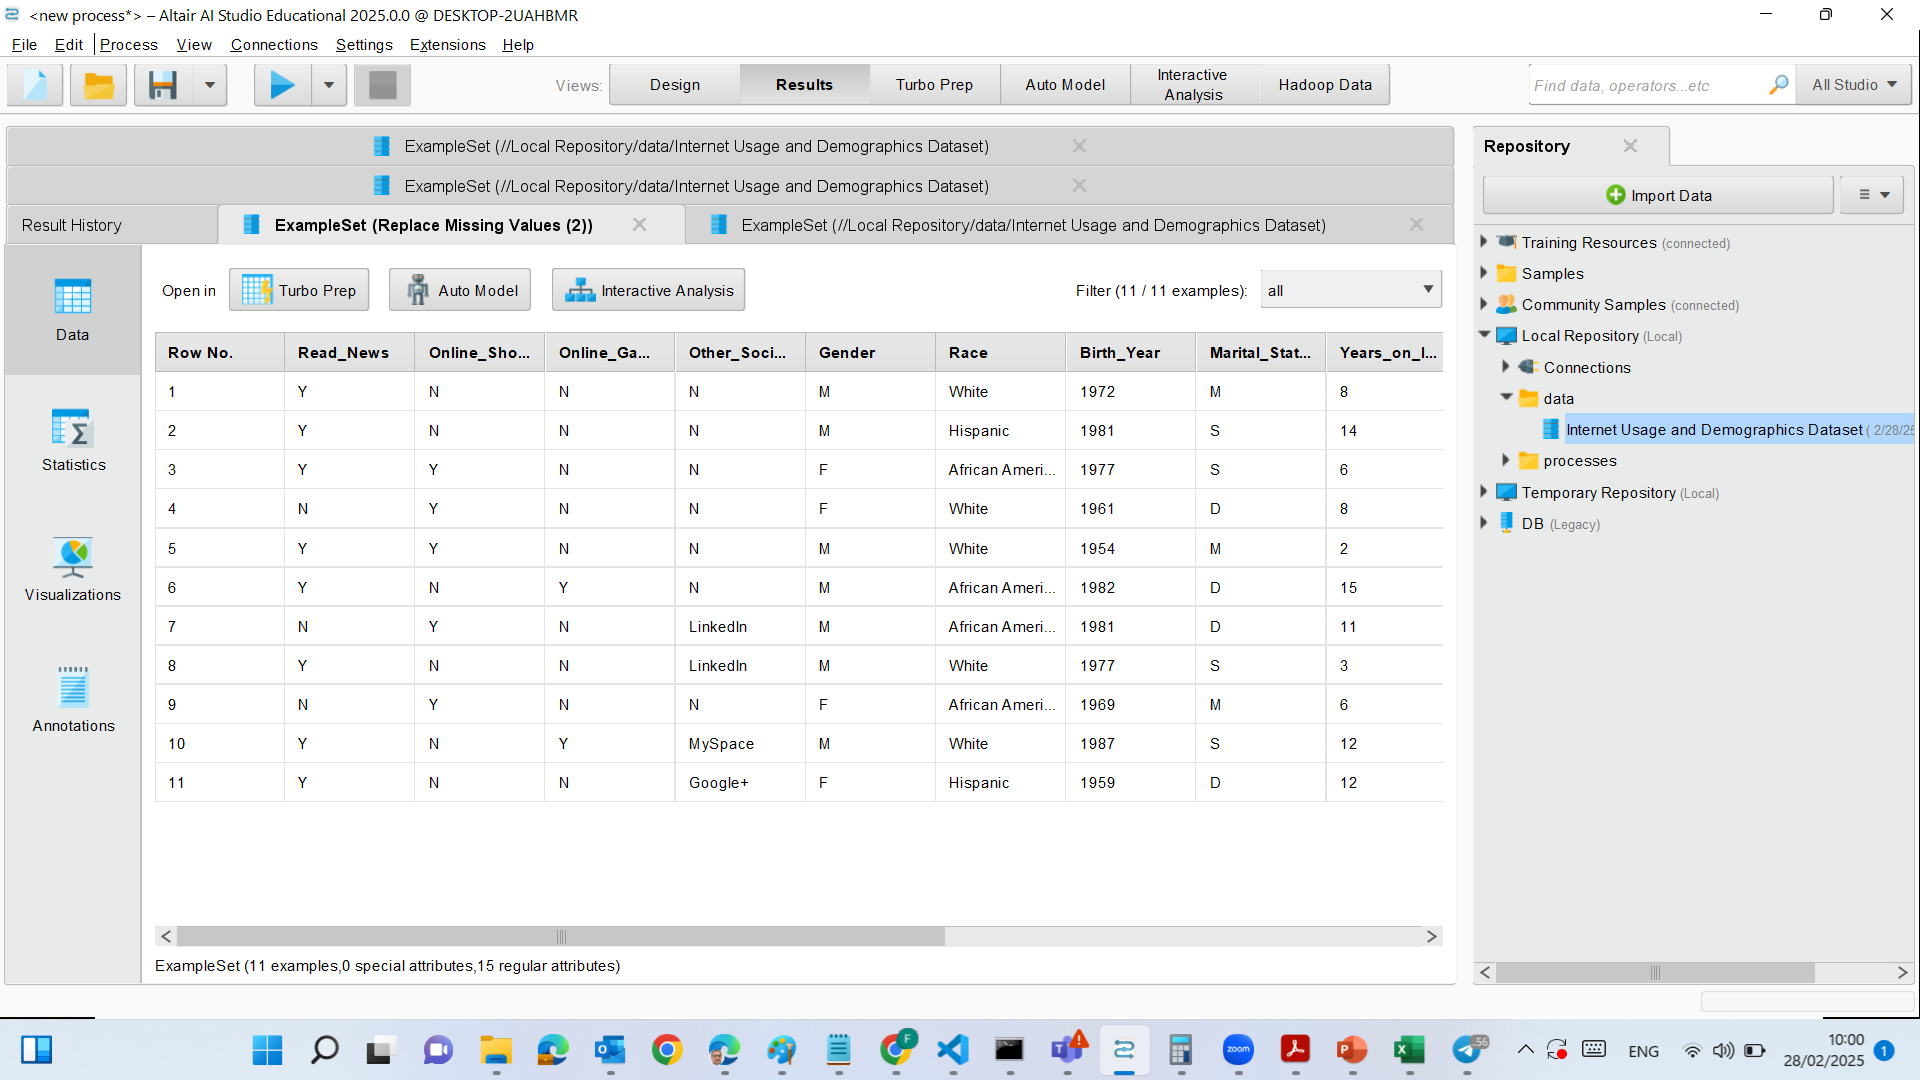 <new process*> – Altair AI Studio Educational 2025.0.0 @ DESKTOP-2UAHBMR
File Edit Process View Connections Settings Extensions Help
Views: Design Results Turbo Prep Auto Model Interactive Analysis Hadoop Data
Find data, operators...etc All Studio
ExampleSet (//Local Repository/data/Internet Usage and Demographics Dataset)
ExampleSet (//Local Repository/data/Internet Usage and Demographics Dataset)
Result History ExampleSet (Replace Missing Values (2)) ExampleSet (//Local Repository/data/Internet Usage and Demographics Dataset)
Open in Turbo Prep Auto Model Interactive Analysis Filter (11 / 11 examples): all
Data
Statistics
Visualizations
Annotations
Row No. Read_News Online_Sho... Online_Ga... Other_Soci... Gender Race Birth_Year Marital_Stat... Years_on_I...
1 Y N N N M White 1972 M 8
2 Y N N N M Hispanic 1981 S 14
3 Y Y N N F African Ameri... 1977 S 6
4 N Y N N F White 1961 D 8
5 Y Y N N M White 1954 M 2
6 Y N Y N M African Ameri... 1982 D 15
7 N Y N LinkedIn M African Ameri... 1981 D 11
8 Y N N LinkedIn M White 1977 S 3
9 N Y N N F African Ameri... 1969 M 6
10 Y N Y MySpace M White 1987 S 12
11 Y N N Google+ F Hispanic 1959 D 12
ExampleSet (11 examples,0 special attributes,15 regular attributes)
Repository
Import Data
Training Resources (connected)
Samples
Community Samples (connected)
Local Repository (Local)
Connections
data
Internet Usage and Demographics Dataset ( 2/28/25
processes
Temporary Repository (Local)
DB (Legacy)
F
zoom
56
ENG
10:00
28/02/2025
1